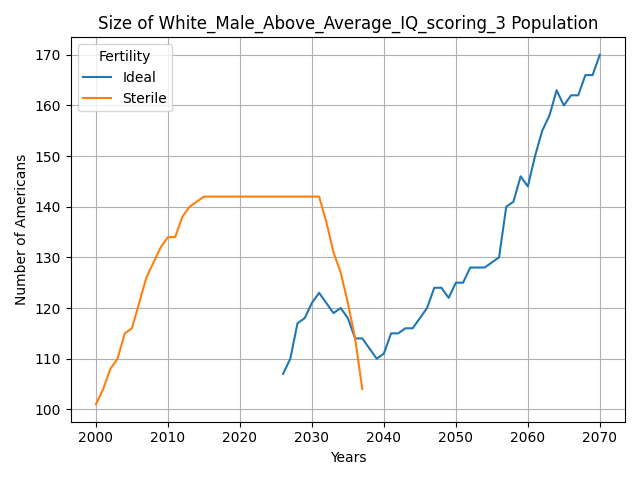 Size of White_Male_Above_Average_IQ_scoring_3 Population
Fertility
Ideal
Sterile
Number of Americans
170
160
150
140
130
120
110
100
2000 2010 2020 2030 2040 2050 2060 2070
Years